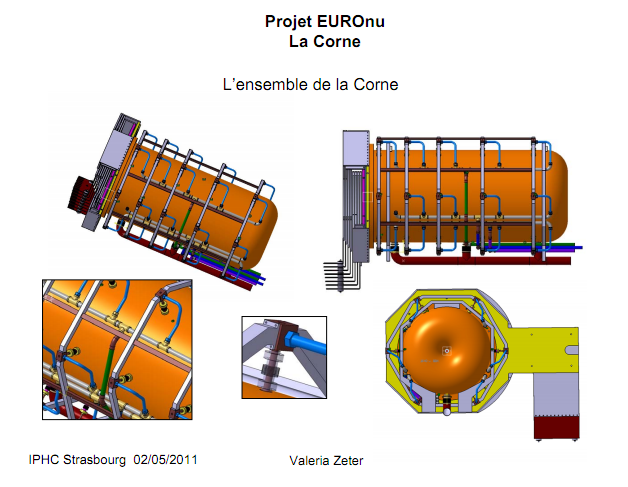 Projet EUROnu
La Corne
L'ensemble de la Corne
IPHC Strasbourg 02/05/2011
Valeria Zeter